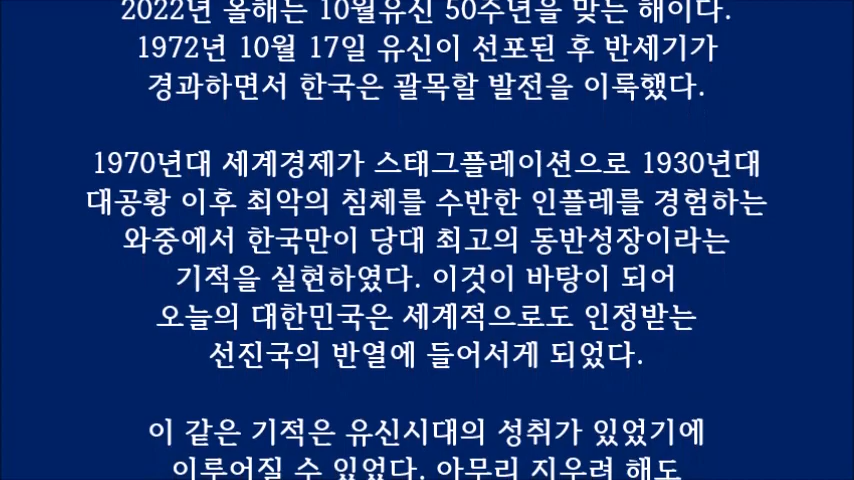 2022년 올해는 10월유신 50주년을 맞는 해이다.
1972년 10월 17일 유신이 선포된 후 반세기가
경과하면서 한국은 괄목할 발전을 이룩했다.
1970년대 세계경제가 스태그플레이션으로 1930년대
대공황 이후 최악의 침체를 수반한 인플레를 경험하는
와중에서 한국만이 당대 최고의 동반성장이라는
기적을 실현하였다. 이것이 바탕이 되어
오늘의 대한민국은 세계적으로도 인정받는
선진국의 반열에 들어서게 되었다.
이 같은 기적은 유신시대의 성취가 있었기에
이루어질 수 있었다. 아무리 지우려 해도